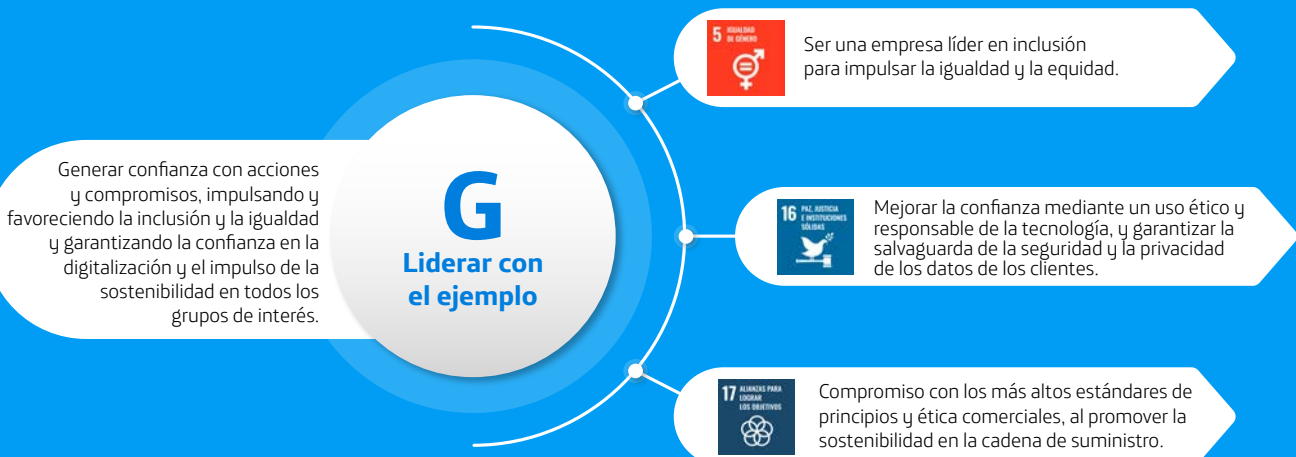 Generar confianza con acciones
y compromisos, impulsando y
favoreciendo la inclusión y la igualdad
y garantizando la confianza en la
digitalización y el impulso de la
sostenibilidad en todos los
grupos de interés.
G
Liderar con
el ejemplo
5 IGUALDAD
DE GÉNERO
Ser una empresa líder en inclusión
para impulsar la igualdad y la equidad.
16 PAZ, JUSTICIA
E INSTITUCIONES
SÓLIDAS
Mejorar la confianza mediante un uso ético y
responsable de la tecnología, y garantizar la
salvaguarda de la seguridad y la privacidad
de los datos de los clientes.
17 ALIANZAS PARA
LOGRAR
LOS OBJETIVOS
Compromiso con los más altos estándares de
principios y ética comerciales, al promover la
sostenibilidad en la cadena de suministro.